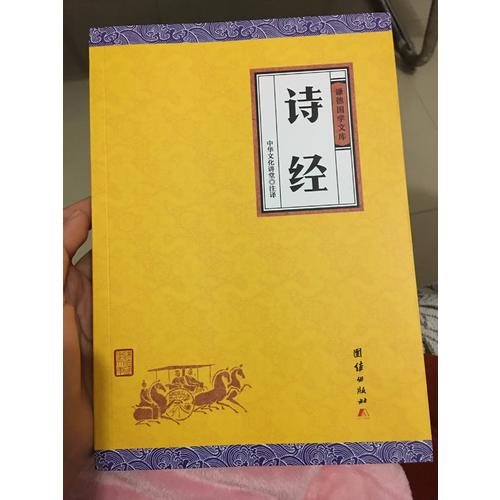 谦德国学文库
诗经
中华文化讲堂◎注译
团结出版社